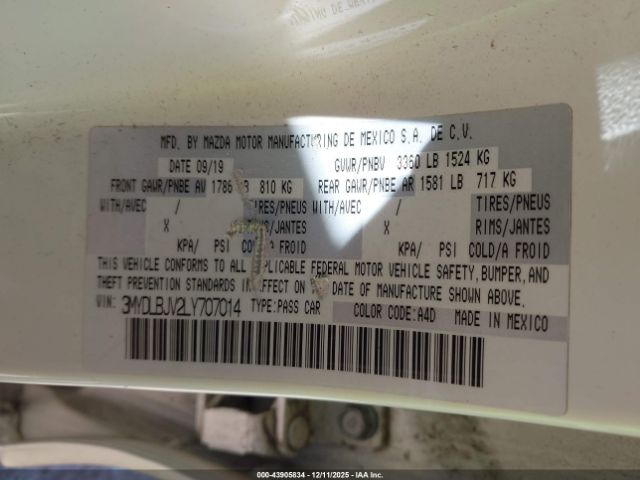 MFD. BY MAZDA MOTOR MANUFACTURING DE MEXICO S.A. DE C.V.
DATE 09/19 GVWR/PNBV 3360 LB 1524 KG
FRONT GAWR/PNBE AV 1786 LB 810 KG REAR GAWR/PNBE AR 1581 LB 717 KG
WITH/AVEC / TIRES/PNEUS WITH/AVEC / TIRES/PNEUS
X RIMS/JANTES X RIMS/JANTES
KPA/ PSI COLD/A FROID KPA/ PSI COLD/A FROID
THIS VEHICLE CONFORMS TO ALL APPLICABLE FEDERAL MOTOR VEHICLE SAFETY, BUMPER, AND
THEFT PREVENTION STANDARDS IN EFFECT ON THE DATE OF MANUFACTURE SHOWN ABOVE.
VIN: 3MYDLBJV2LY707014 TYPE: PASS CAR COLOR CODE: A4D MADE IN MEXICO
000-43905834 - 12/11/2025 - IAA Inc.